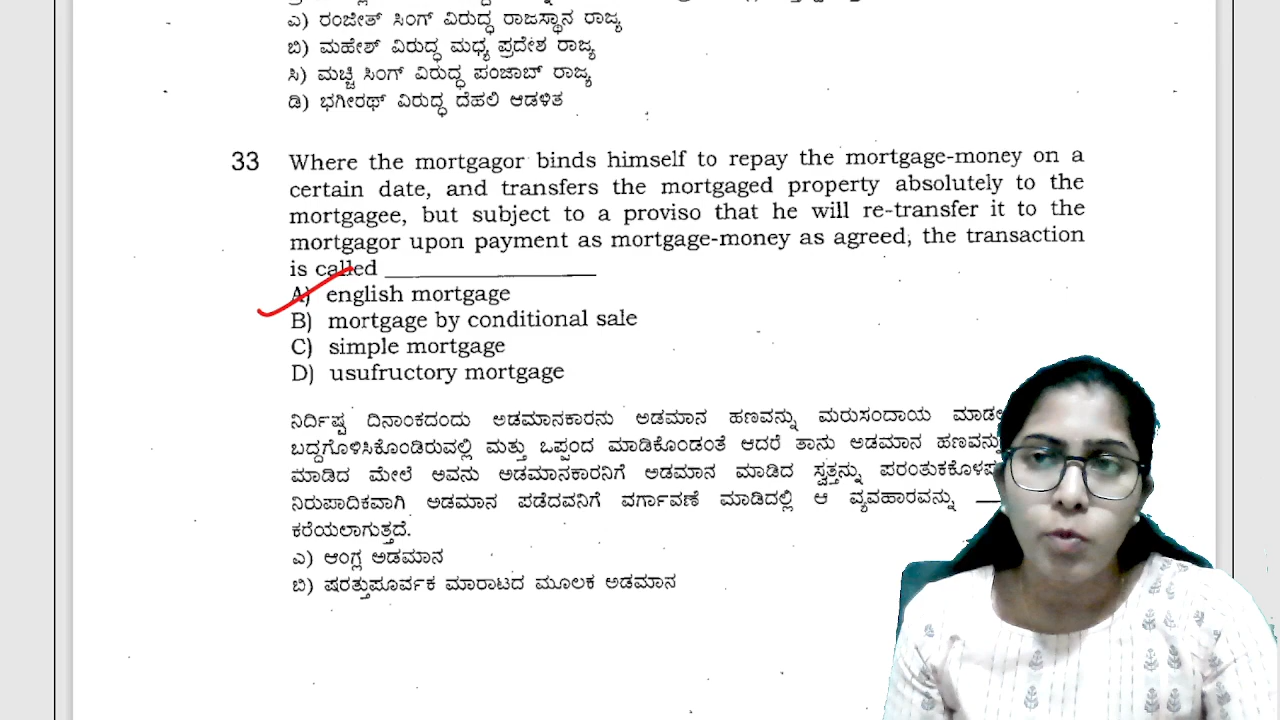 ಎ) ರಂಜೀತ್ ಸಿಂಗ್ ವಿರುದ್ಧ ರಾಜಸ್ಥಾನ ರಾಜ್ಯ
ಬಿ) ಮಹೇಶ್ ವಿರುದ್ಧ ಮಧ್ಯ ಪ್ರದೇಶ ರಾಜ್ಯ
ಸಿ) ಮಚ್ಚಿ ಸಿಂಗ್ ವಿರುದ್ಧ ಪಂಜಾಬ್ ರಾಜ್ಯ
ಡಿ) ಭಗೀರಥ್ ವಿರುದ್ಧ ದೆಹಲಿ ಆಡಳಿತ
33 Where the mortgagor binds himself to repay the mortgage-money on a
certain date, and transfers the mortgaged property absolutely to the
mortgagee, but subject to a proviso that he will re-transfer it to the
mortgagor upon payment as mortgage-money as agreed, the transaction
is called _______________
A) english mortgage
B) mortgage by conditional sale
C) simple mortgage
D) usufructory mortgage
ನಿರ್ದಿಷ್ಟ ದಿನಾಂಕದಂದು ಅಡಮಾನಕಾರನು ಅಡಮಾನ ಹಣವನ್ನು ಮರುಸಂದಾಯ
ಬದ್ದಗೊಳಿಸಿಕೊಂಡಿರುವಲ್ಲಿ ಮತ್ತು ಒಪ್ಪಂದ ಮಾಡಿಕೊಂಡಂತೆ ಆದರೆ ತಾನು ಅಡಮಾನ
ಮಾಡಿದ ಮೇಲೆ ಅವನು ಅಡಮಾನಕಾರನಿಗೆ ಅಡಮಾನ ಮಾಡಿದ ಸ್ವತ್ತನ್ನು
ನಿರುಪಾದಿಕವಾಗಿ ಅಡಮಾನ ಪಡೆದವನಿಗೆ ವರ್ಗಾವಣೆ ಮಾಡಿದಲ್ಲಿ ಆ ವ್ಯವಹಾರವನ್ನು
ಕರೆಯಲಾಗುತ್ತದೆ.
ಎ) ಆಂಗ್ಲ ಅಡಮಾನ
ಬಿ) ಷರತ್ತುಪೂರ್ವಕ ಮಾರಾಟದ ಮೂಲಕ ಅಡಮಾನ